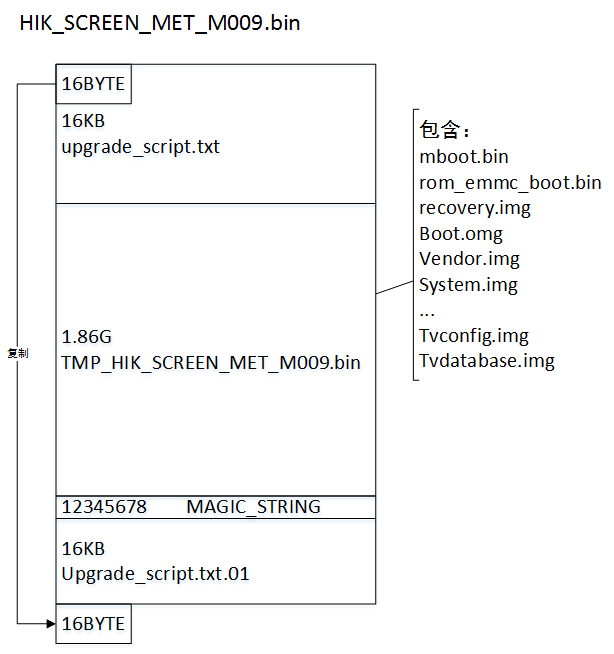 HIK_SCREEN_MET_M009.bin
16BYTE
16KB
upgrade_script.txt
包含：
mboot.bin
rom_emmc_boot.bin
recovery.img
Boot.omg
Vendor.img
System.img
...
Tvconfig.img
Tvdatabase.img
1.86G
TMP_HIK_SCREEN_MET_M009.bin
复制
12345678 MAGIC_STRING
16KB
Upgrade_script.txt.01
16BYTE